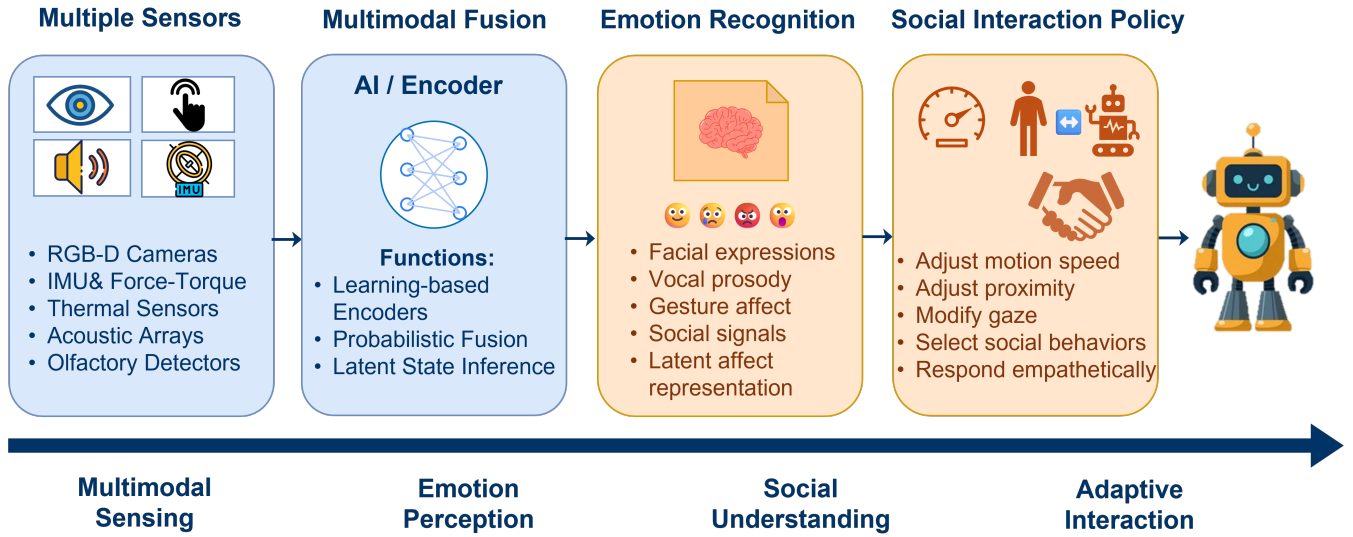 Multiple Sensors
Multimodal Fusion
Emotion Recognition
Social Interaction Policy
IMU
• RGB-D Cameras
• IMU& Force-Torque
• Thermal Sensors
• Acoustic Arrays
• Olfactory Detectors
AI / Encoder
Functions:
• Learning-based
Encoders
• Probabilistic Fusion
• Latent State Inference
• Facial expressions
• Vocal prosody
• Gesture affect
• Social signals
• Latent affect
representation
• Adjust motion speed
• Adjust proximity
• Modify gaze
• Select social behaviors
• Respond empathetically
Multimodal
Sensing
Emotion
Perception
Social
Understanding
Adaptive
Interaction